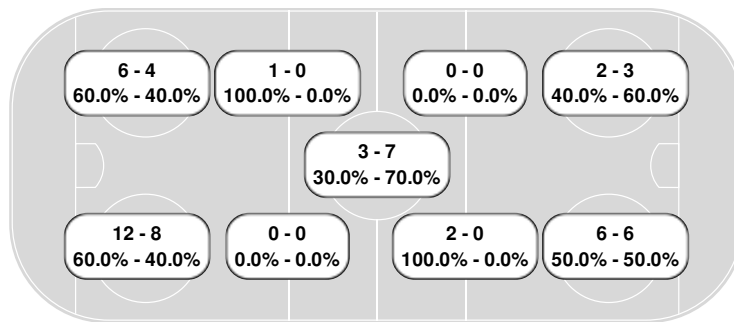 6 - 4
60.0% - 40.0%
1 - 0
100.0% - 0.0%
0 - 0
0.0% - 0.0%
2 - 3
40.0% - 60.0%
3 - 7
30.0% - 70.0%
12 - 8
60.0% - 40.0%
0 - 0
0.0% - 0.0%
2 - 0
100.0% - 0.0%
6 - 6
50.0% - 50.0%